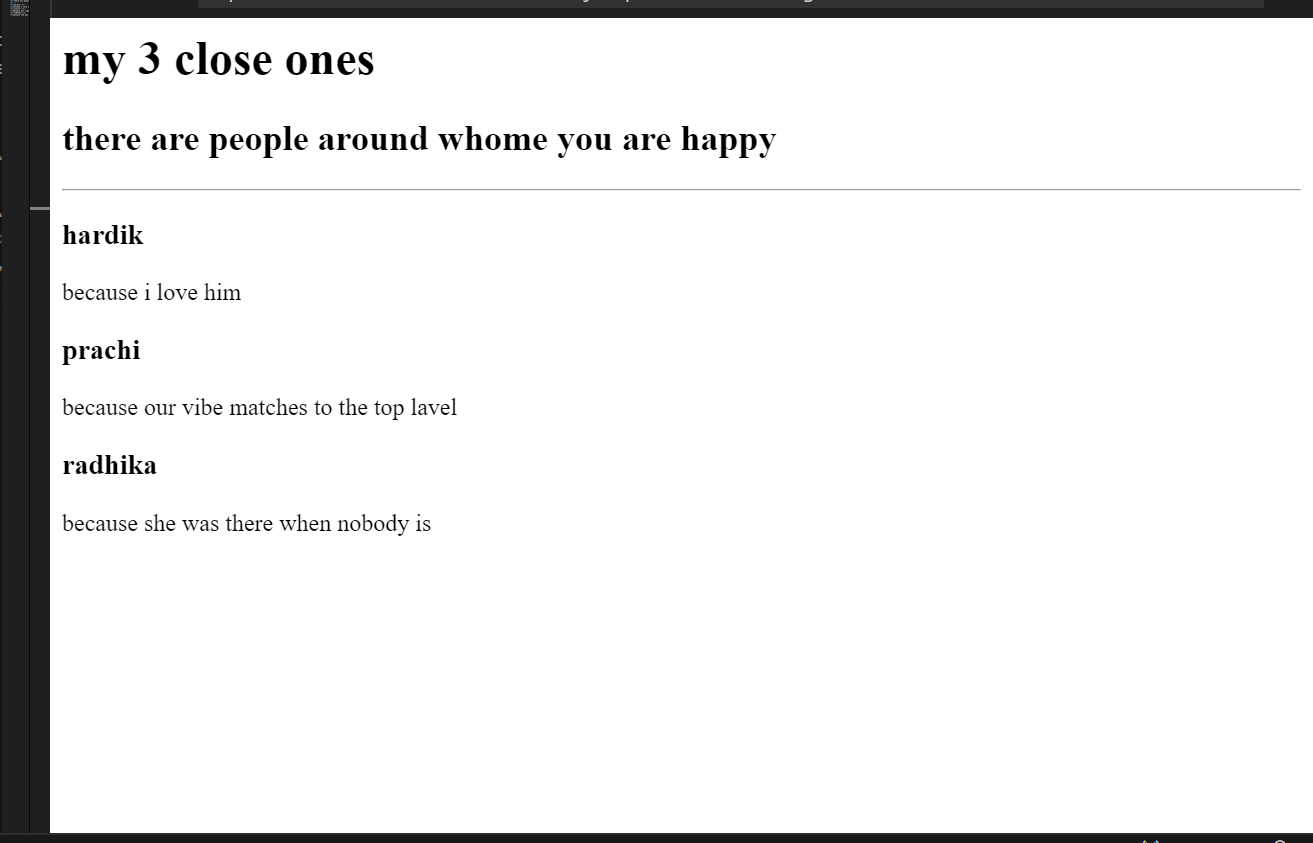 my 3 close ones
there are people around whome you are happy
hardik
because i love him
prachi
because our vibe matches to the top lavel
radhika
because she was there when nobody is